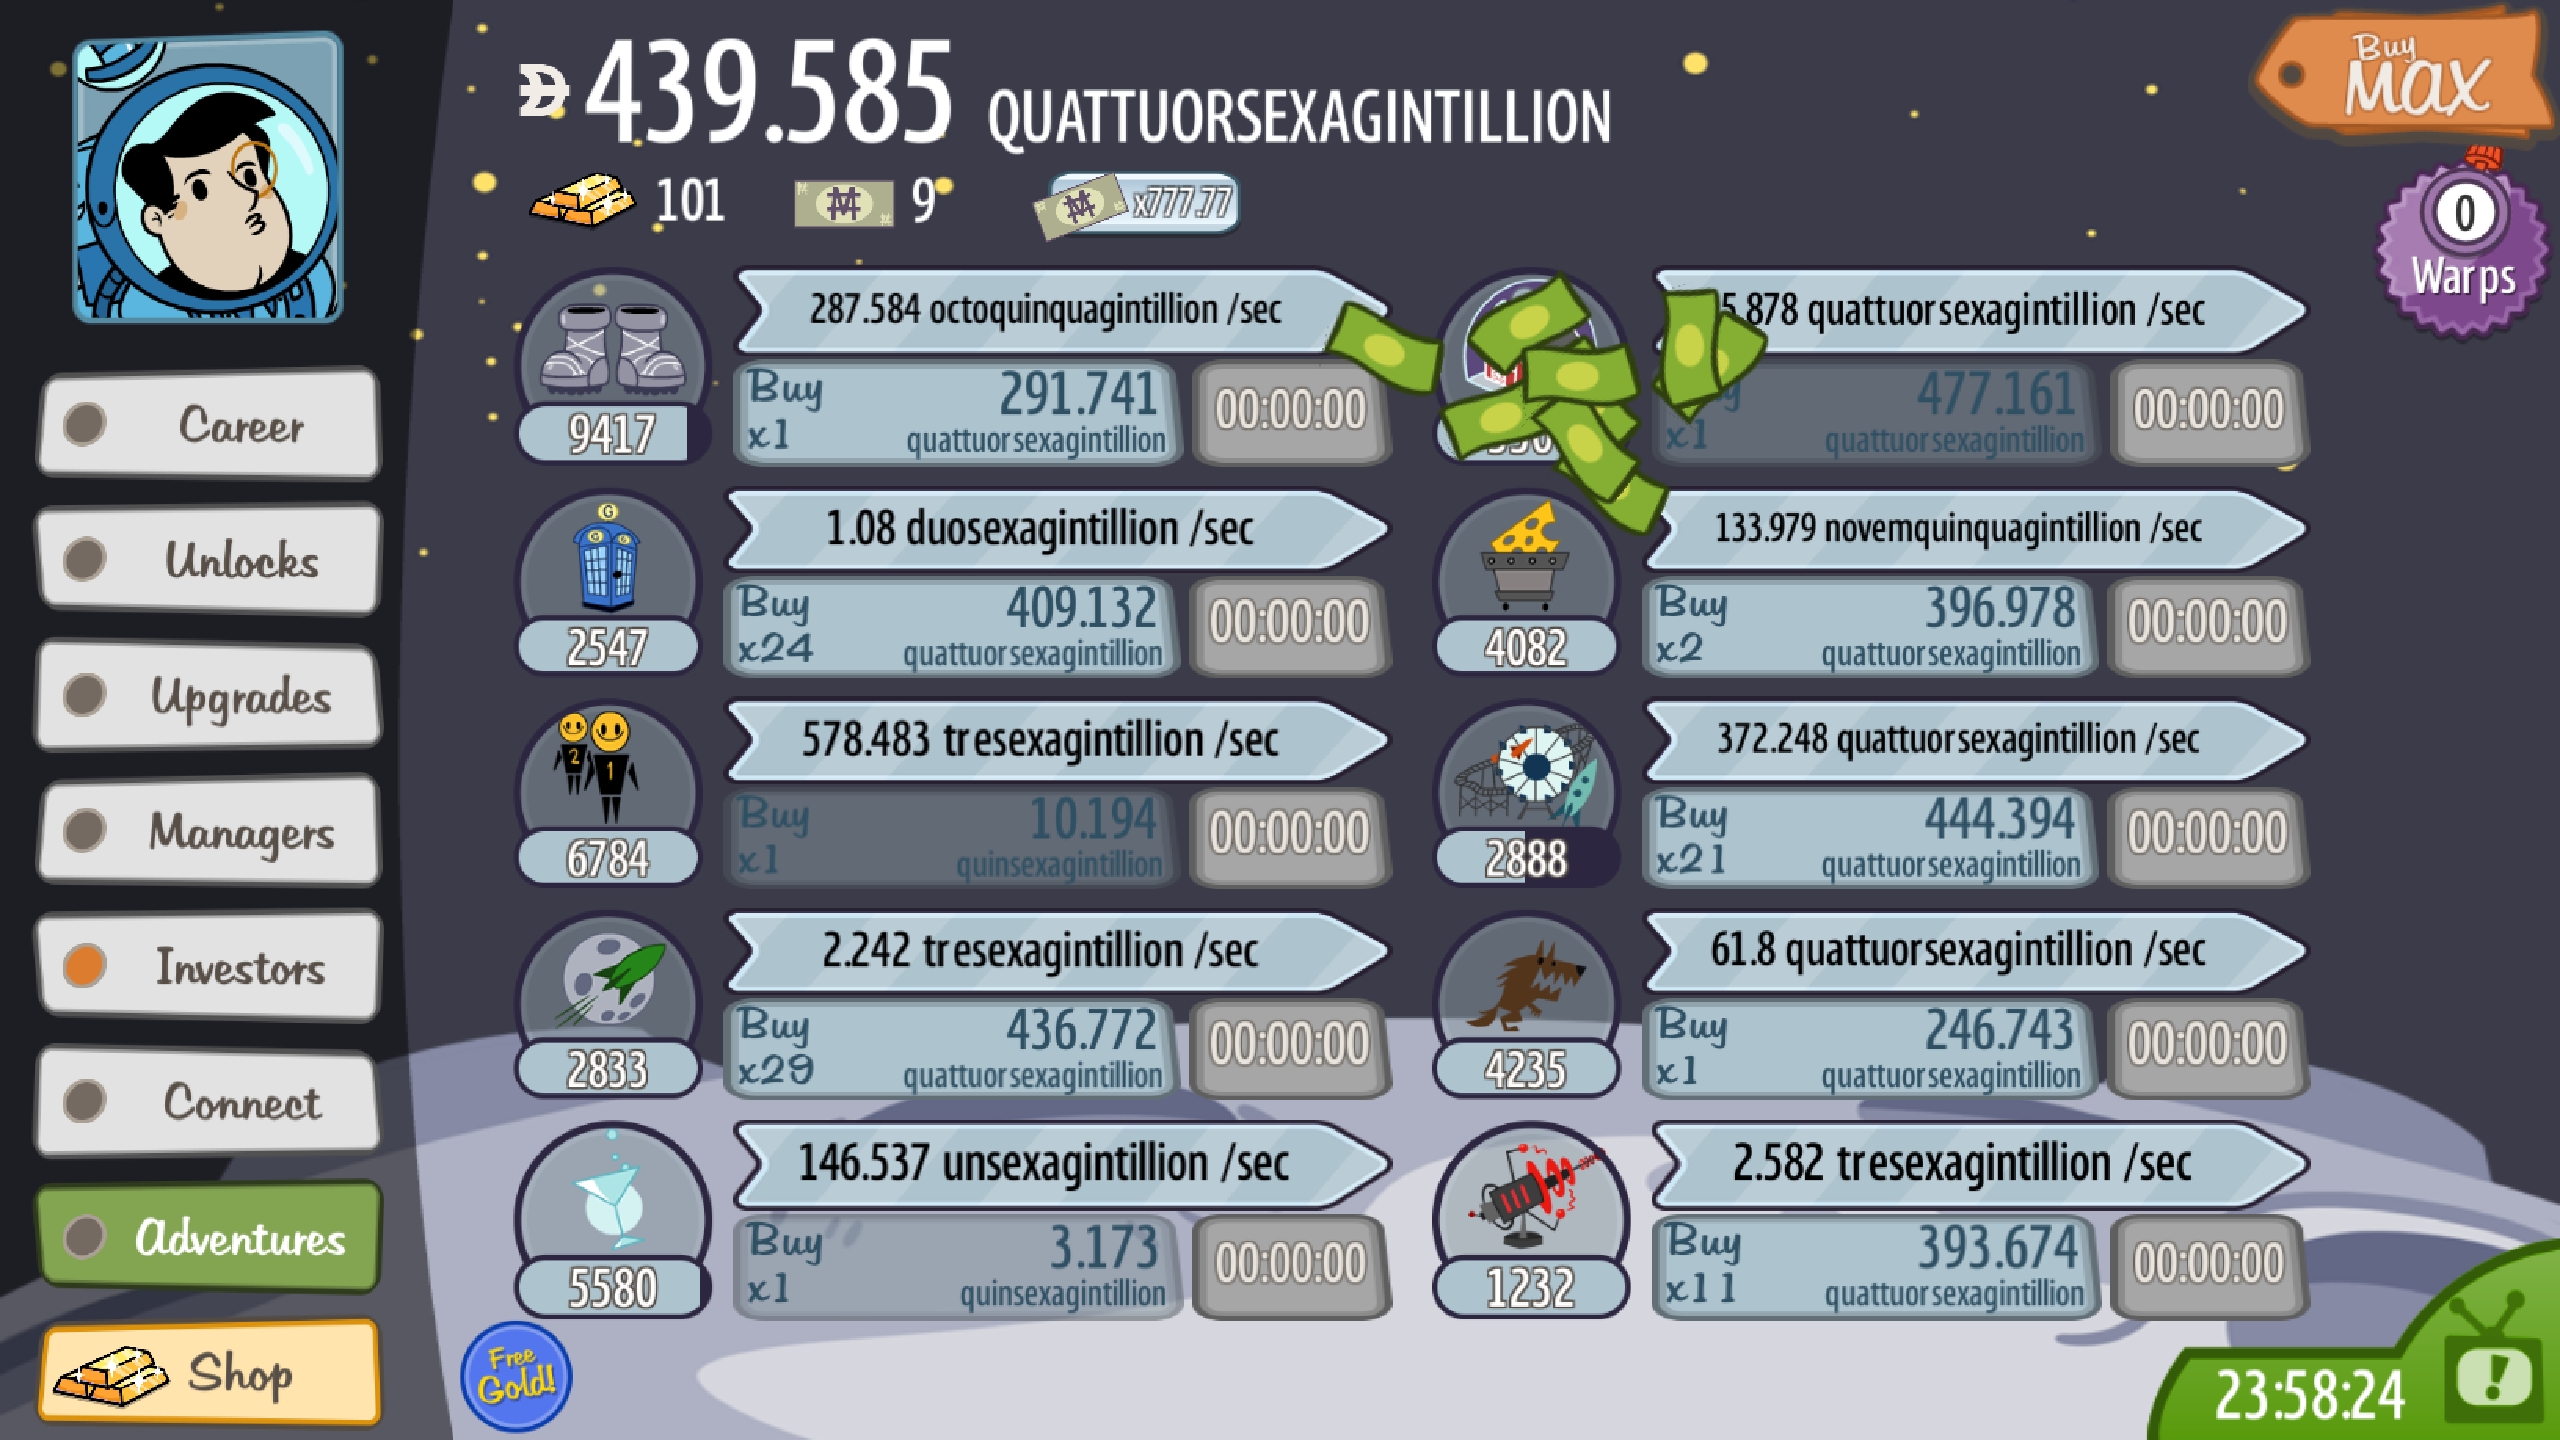 439.585 QUATTUORSEXAGINTILLION
Buy
MAX
101 9 x777.77
0
Warps
287.584 octoquinquagintillion /sec
Buy 291.741
x1 quattuorsexagintillion
00:00:00
9417
5.878 quattuorsexagintillion /sec
477.161
x1 quattuorsexagintillion
00:00:00
1.08 duosexagintillion /sec
Buy 409.132
x24 quattuorsexagintillion
00:00:00
2547
133.979 novemquinquagintillion /sec
Buy 396.978
x2 quattuorsexagintillion
00:00:00
4082
578.483 tresexagintillion /sec
2 1
Buy 10.194
x1 quinsexagintillion
00:00:00
6784
372.248 quattuorsexagintillion /sec
Buy 444.394
x21 quattuorsexagintillion
00:00:00
2888
2.242 tresexagintillion /sec
Buy 436.772
x29 quattuorsexagintillion
00:00:00
2833
61.8 quattuorsexagintillion /sec
Buy 246.743
x1 quattuorsexagintillion
00:00:00
4235
146.537 unsexagintillion /sec
Buy 3.173
x1 quinsexagintillion
00:00:00
5580
2.582 tresexagintillion /sec
Buy 393.674
x11 quattuorsexagintillion
00:00:00
1232
Career
Unlocks
Upgrades
Managers
Investors
Connect
Adventures
Shop
Free
Gold!
23:58:24